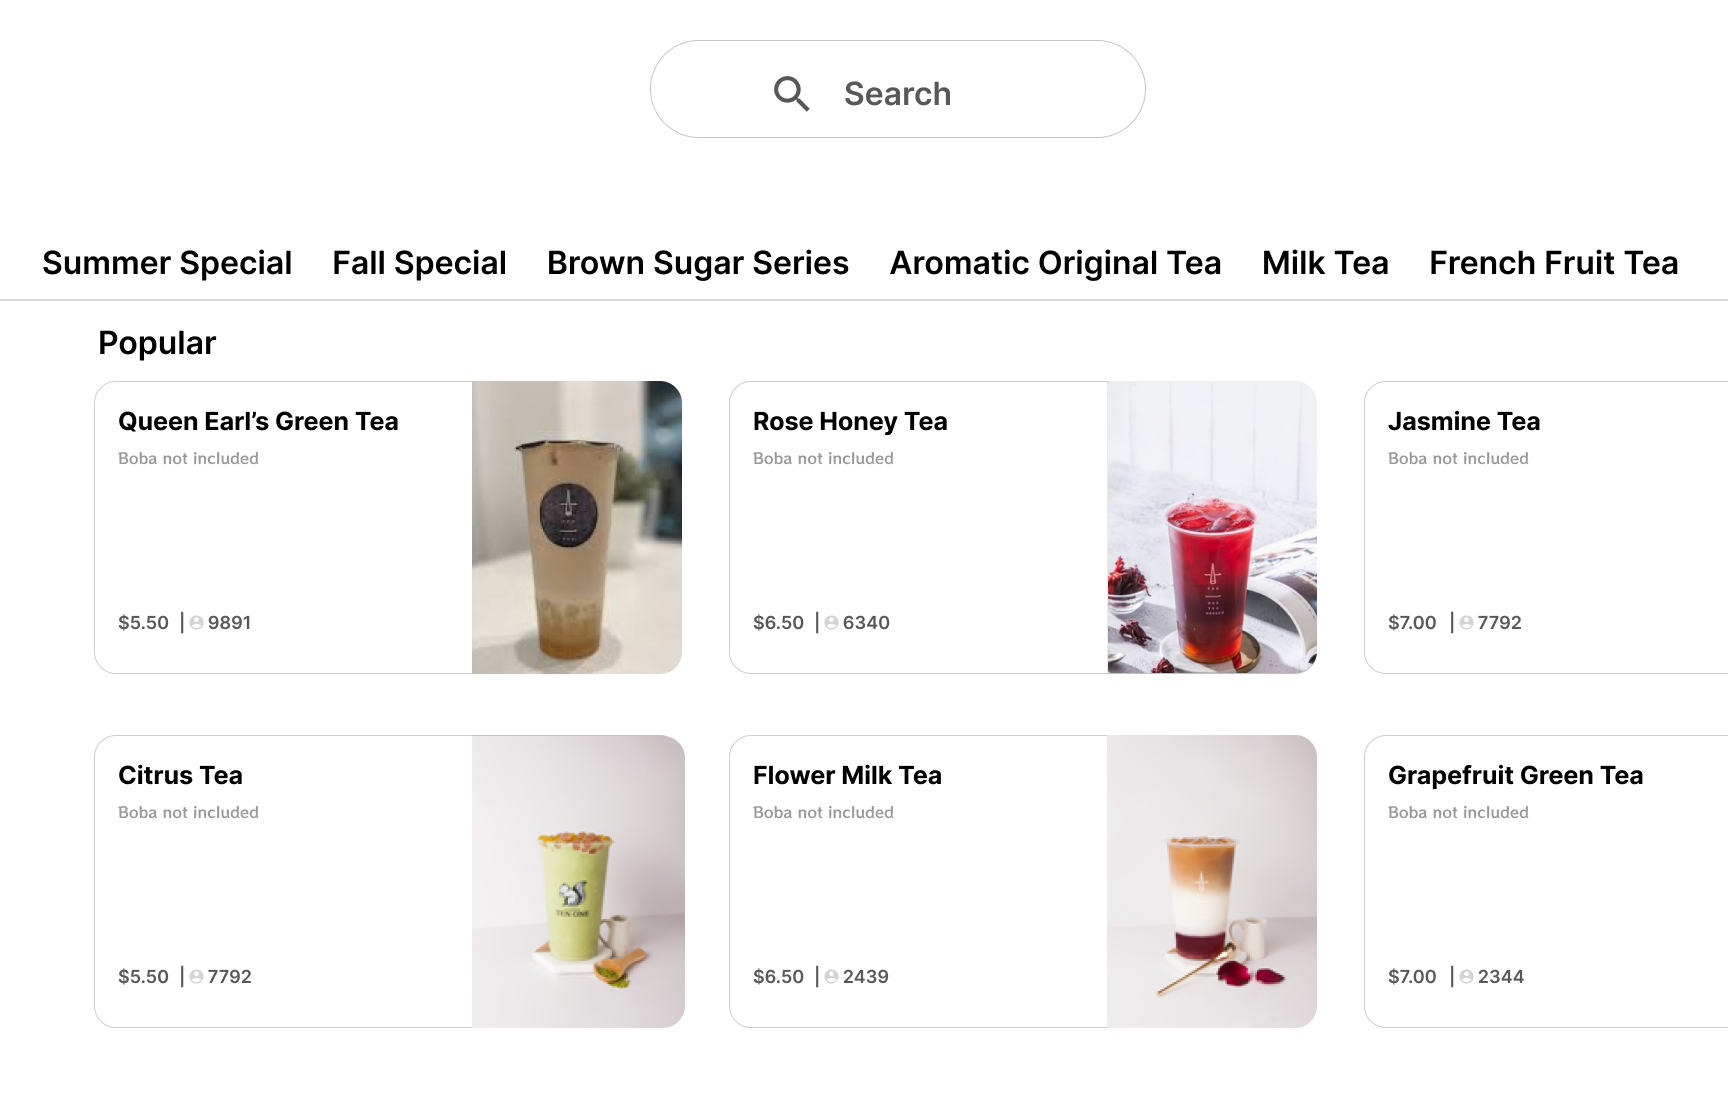 Search
Summer Special Fall Special Brown Sugar Series Aromatic Original Tea Milk Tea French Fruit Tea
Popular
Queen Earl’s Green Tea
Boba not included
$5.50 | 9891
Rose Honey Tea
Boba not included
$6.50 | 6340
Jasmine Tea
Boba not included
$7.00 | 7792
Citrus Tea
Boba not included
$5.50 | 7792
TEN ONE
Flower Milk Tea
Boba not included
$6.50 | 2439
Grapefruit Green Tea
Boba not included
$7.00 | 2344